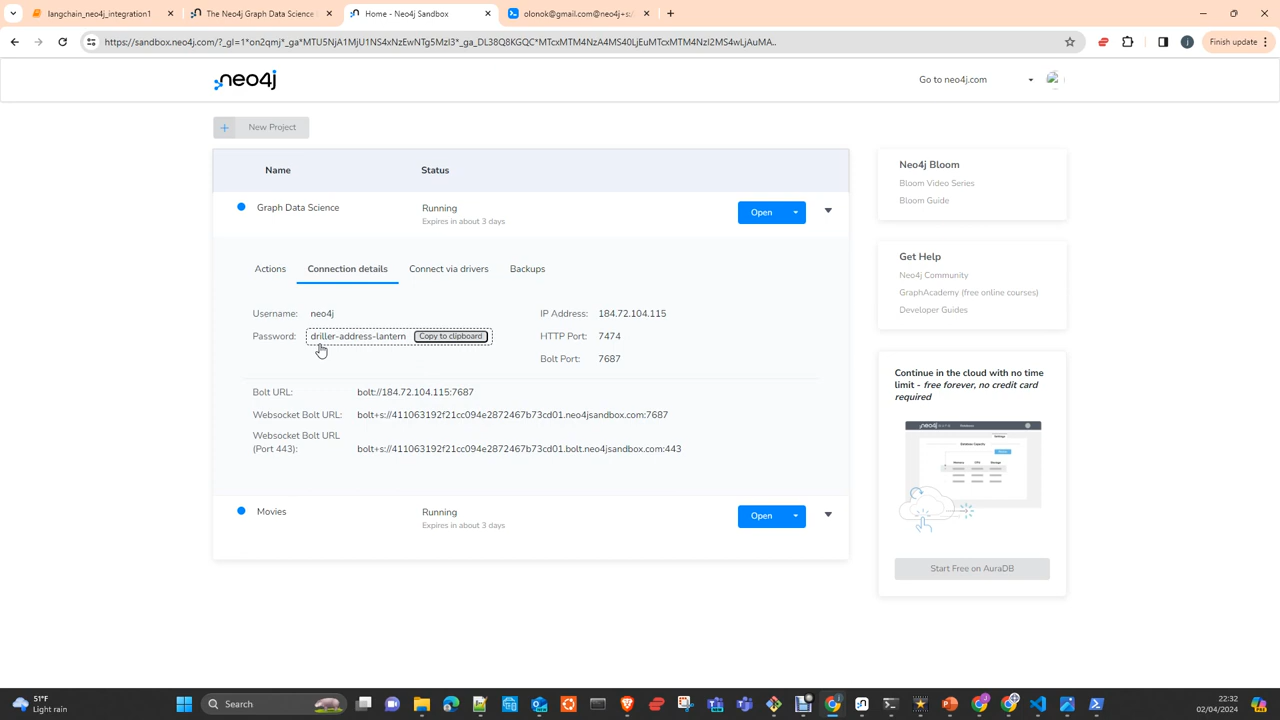 langchain_neo4j_integration1
The Neo4j Graph Data Science
Home - Neo4j Sandbox
olonok@gmail.com@neo4j+s:/
https://sandbox.neo4j.com/?_gl=1*on2qmj*_ga*MTU5NjA1MjU1NS4xNzEwNTg5MzI3*_ga_DL38Q8KGQC*MTcxMTM4NzA4MS40LjEuMTcxMTM4NzI2MS4wLjAuMA..
Finish update
neo4j
Go to neo4j.com
New Project
Name
Status
Graph Data Science
Running
Expires in about 3 days
Open
Actions
Connection details
Connect via drivers
Backups
Username: neo4j
Password: driller-address-lantern Copy to clipboard
IP Address: 184.72.104.115
HTTP Port: 7474
Bolt Port: 7687
Bolt URL: bolt://184.72.104.115:7687
Websocket Bolt URL: bolt+s://411063192f21cc094e2872467b73cd01.neo4jsandbox.com:7687
Websocket Bolt URL
(Port 443): bolt+s://411063192f21cc094e2872467b73cd01.bolt.neo4jsandbox.com:443
Movies
Running
Expires in about 3 days
Open
Neo4j Bloom
Bloom Video Series
Bloom Guide
Get Help
Neo4j Community
GraphAcademy (free online courses)
Developer Guides
Continue in the cloud with no time
limit - free forever, no credit card
required
neo4j
Start Free on AuraDB
51°F
Light rain
Search
22:32
02/04/2024